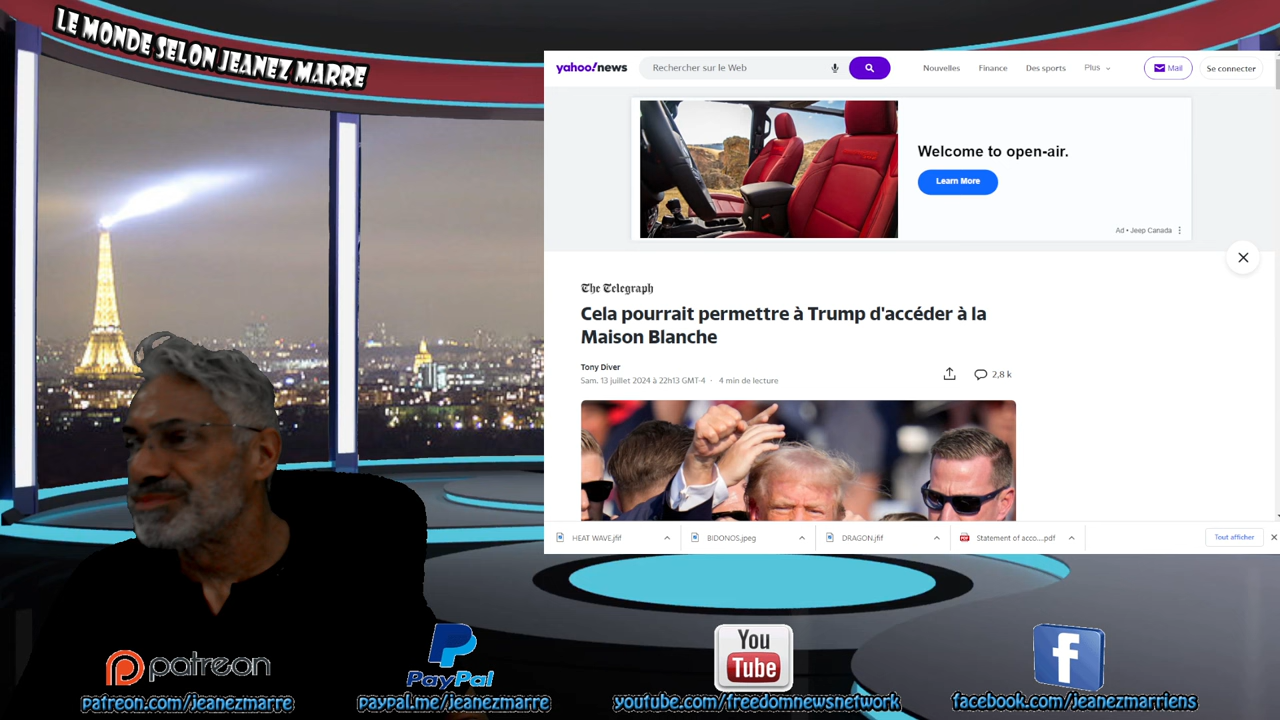 LE MONDE SELON JEANEZ MARRE
yahoo!news
Rechercher sur le Web
Nouvelles
Finance
Des sports
Plus
Mail
Se connecter
Welcome to open-air.
Learn More
Ad • Jeep Canada
The Telegraph
Cela pourrait permettre à Trump d'accéder à la
Maison Blanche
Tony Diver
Sam. 13 juillet 2024 à 22h13 GMT-4 · 4 min de lecture
2,8 k
HEAT WAVE.jfif
BIDONOS.jpeg
DRAGON.jfif
Statement of acco....pdf
Tout afficher
patreon
PayPal
You
Tube
f
patreon.com/jeanezmarre
paypal.me/jeanezmarre
youtube.com/freedomnewsnetwork
facebook.com/jeanezmarriens